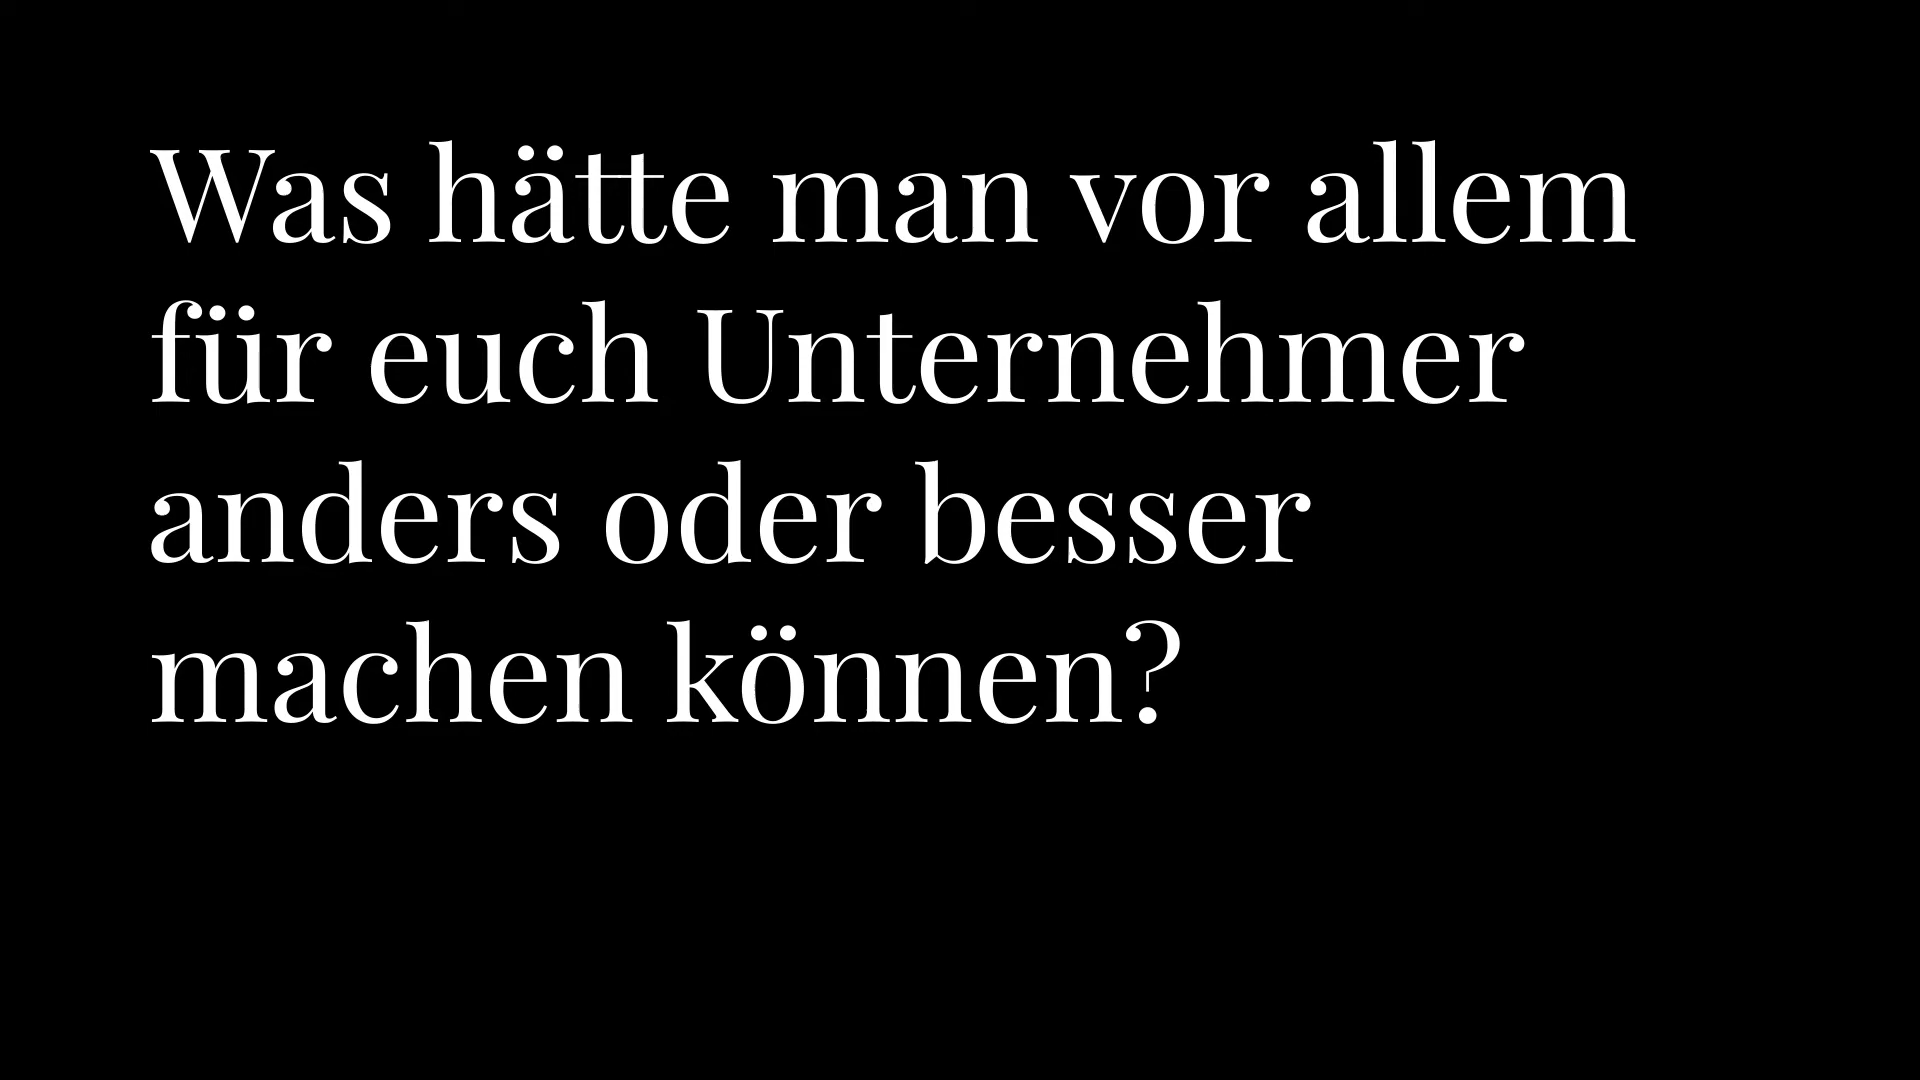 Was hätte man vor allem
für euch Unternehmer
anders oder besser
machen können?